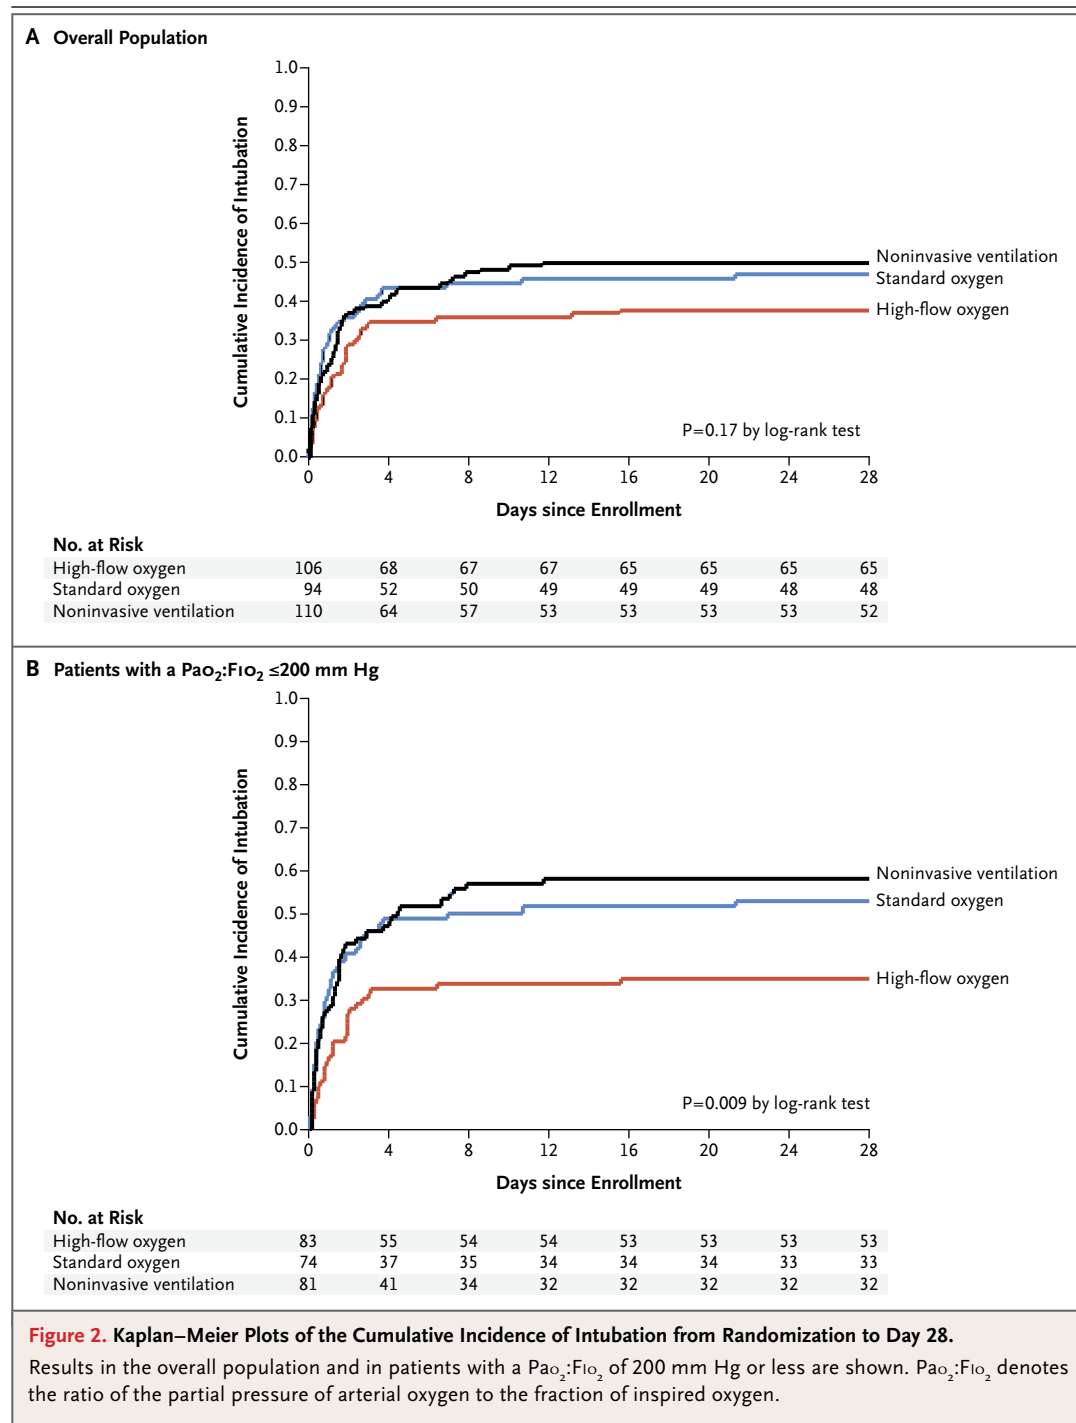 A Overall Population
1.0
0.9
0.8
0.7
0.6
0.5
0.4
0.3
0.2
0.1
0.0
Cumulative Incidence of Intubation
Noninvasive ventilation
Standard oxygen
High-flow oxygen
P=0.17 by log-rank test
0 4 8 12 16 20 24 28
Days since Enrollment
No. at Risk
High-flow oxygen 106 68 67 67 65 65 65 65
Standard oxygen 94 52 50 49 49 49 48 48
Noninvasive ventilation 110 64 57 53 53 53 53 52
B Patients with a PaO₂:FIO₂ ≤200 mm Hg
1.0
0.9
0.8
0.7
0.6
0.5
0.4
0.3
0.2
0.1
0.0
Cumulative Incidence of Intubation
Noninvasive ventilation
Standard oxygen
High-flow oxygen
P=0.009 by log-rank test
0 4 8 12 16 20 24 28
Days since Enrollment
No. at Risk
High-flow oxygen 83 55 54 54 53 53 53 53
Standard oxygen 74 37 35 34 34 34 33 33
Noninvasive ventilation 81 41 34 32 32 32 32 32
Figure 2. Kaplan–Meier Plots of the Cumulative Incidence of Intubation from Randomization to Day 28.
Results in the overall population and in patients with a PaO₂:FIO₂ of 200 mm Hg or less are shown. PaO₂:FIO₂ denotes
the ratio of the partial pressure of arterial oxygen to the fraction of inspired oxygen.